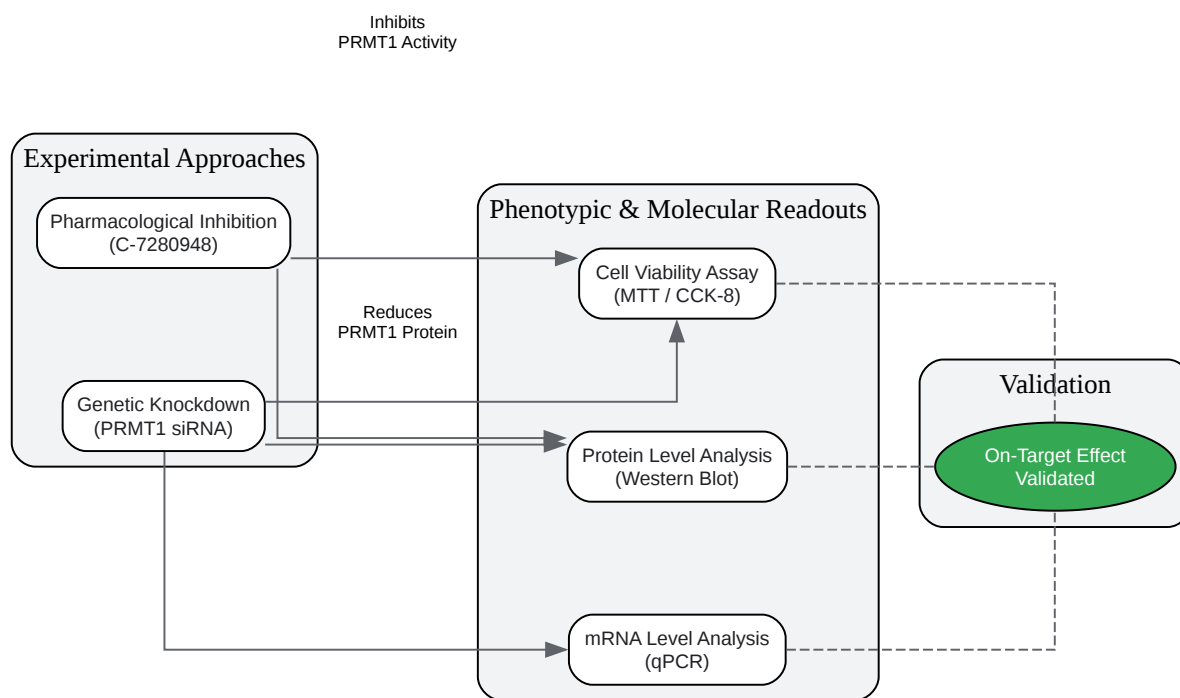 Inhibits
PRMT1 Activity
Experimental Approaches
Pharmacological Inhibition
(C-7280948)
Reduces
PRMT1 Protein
Genetic Knockdown
(PRMT1 siRNA)
Phenotypic & Molecular Readouts
Cell Viability Assay
(MTT / CCK-8)
Protein Level Analysis
(Western Blot)
mRNA Level Analysis
(qPCR)
Validation
On-Target Effect
Validated